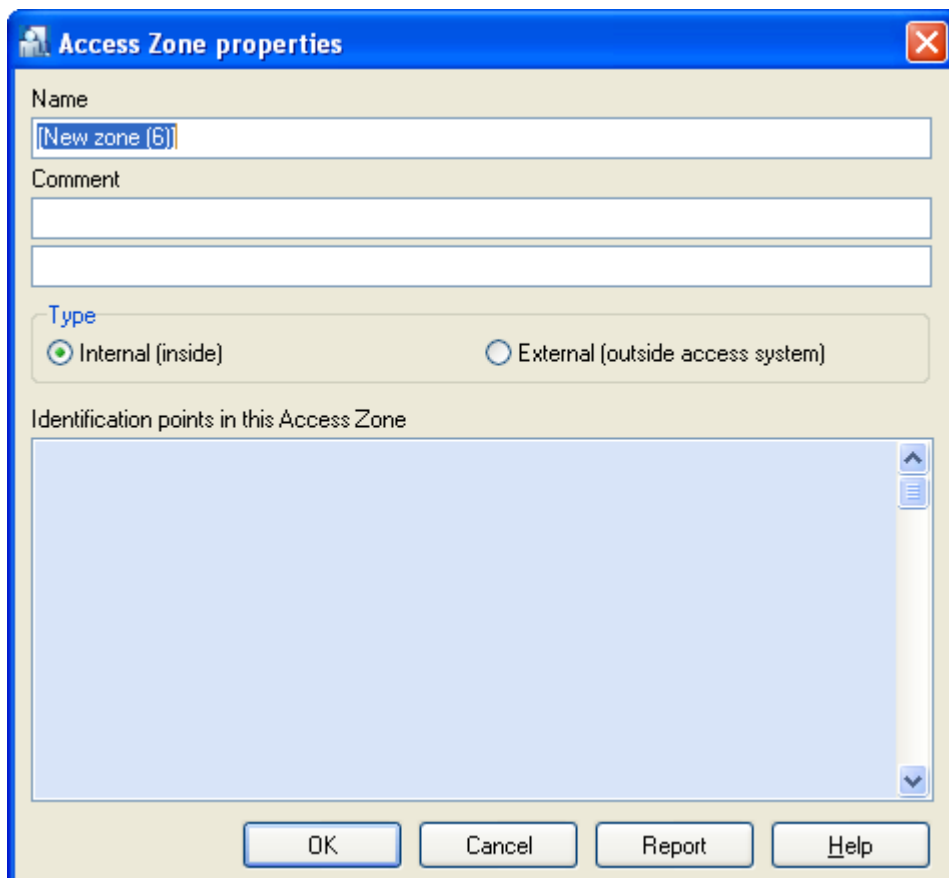 Access Zone properties
Name
[New zone (6)]
Comment
Type
Internal (inside) External (outside access system)
Identification points in this Access Zone
OK Cancel Report Help